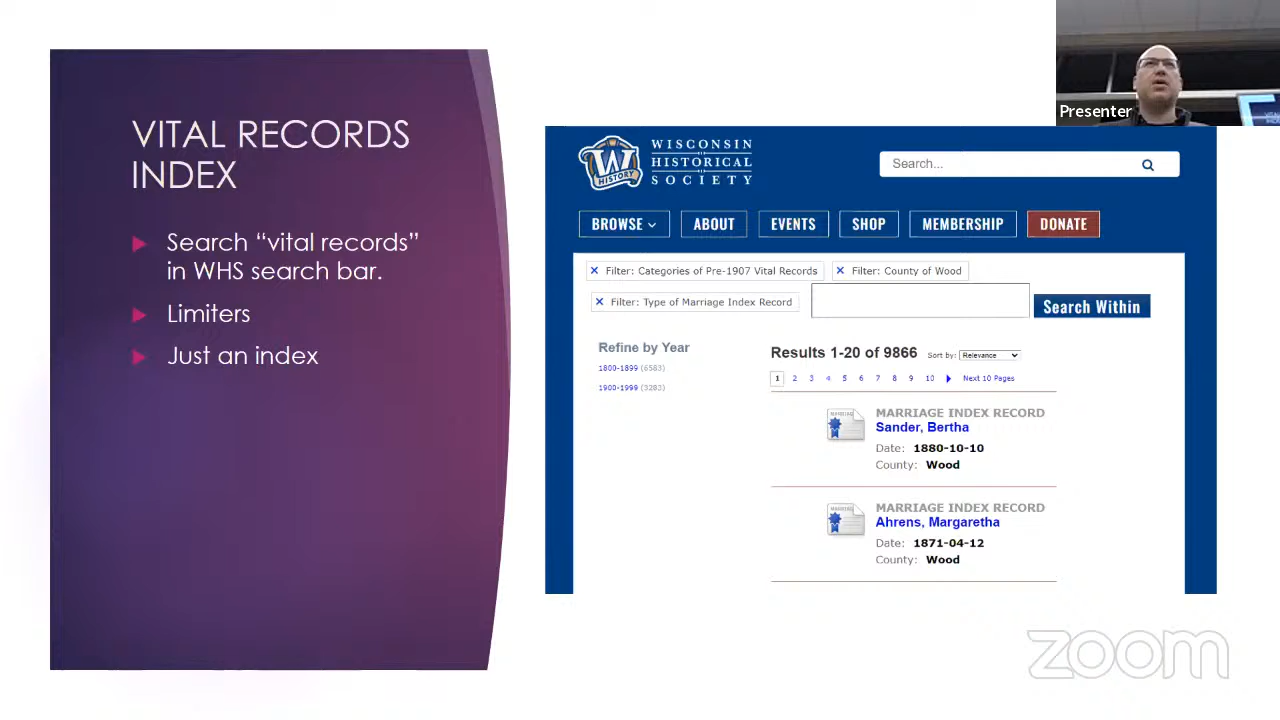 VITAL RECORDS
INDEX
Search “vital records”
in WHS search bar.
Limiters
Just an index
Presenter
WISCONSIN
HISTORICAL
SOCIETY
W
HISTORY
Search...
BROWSE
ABOUT
EVENTS
SHOP
MEMBERSHIP
DONATE
Filter: Categories of Pre-1907 Vital Records
Filter: County of Wood
Filter: Type of Marriage Index Record
Search Within
Refine by Year
1800-1899 (6583)
1900-1999 (3283)
Results 1-20 of 9866 Sort by: Relevance
1 2 3 4 5 6 7 8 9 10 Next 10 Pages
MARRIAGE INDEX RECORD
Sander, Bertha
Date: 1880-10-10
County: Wood
MARRIAGE INDEX RECORD
Ahrens, Margaretha
Date: 1871-04-12
County: Wood
zoom